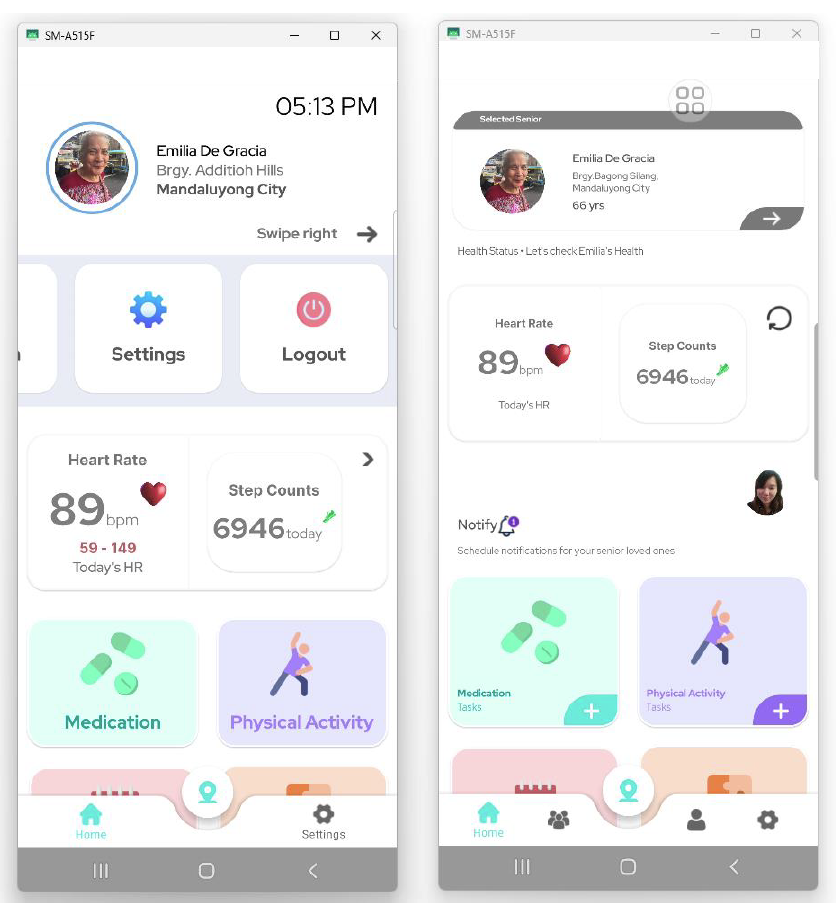 SM-A515F
05:13 PM
Emilia De Gracia
Brgy. Addition Hills
Mandaluyong City
Swipe right
Settings
Logout
Heart Rate
89 bpm
59 - 149
Today's HR
Step Counts
6946 today
Medication
Physical Activity
Home
Settings
SM-A515F
Selected Senior
Emilia De Gracia
Brgy.Bagong Silang,
Mandaluyong City
66 yrs
Health Status • Let's check Emilia's Health
Heart Rate
89 bpm
Today's HR
Step Counts
6946 today
Notify
1
Schedule notifications for your senior loved ones
Medication
Tasks
Physical Activity
Tasks
Home